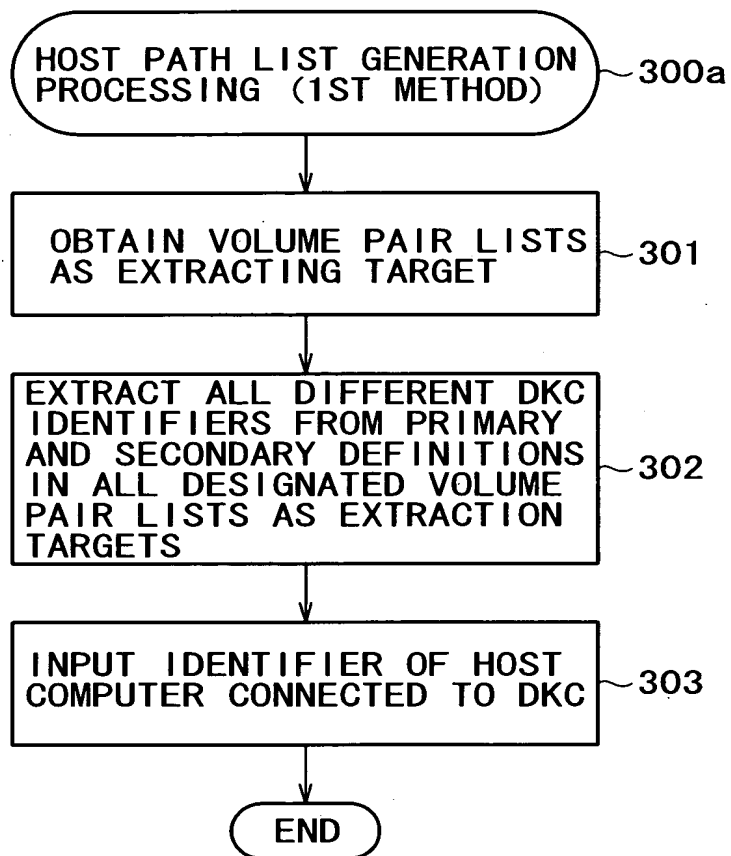 HOST PATH LIST GENERATION
PROCESSING (1ST METHOD)
300a
OBTAIN VOLUME PAIR LISTS
AS EXTRACTING TARGET
301
EXTRACT ALL DIFFERENT DKC
IDENTIFIERS FROM PRIMARY
AND SECONDARY DEFINITIONS
IN ALL DESIGNATED VOLUME
PAIR LISTS AS EXTRACTION
TARGETS
302
INPUT IDENTIFIER OF HOST
COMPUTER CONNECTED TO DKC
303
END